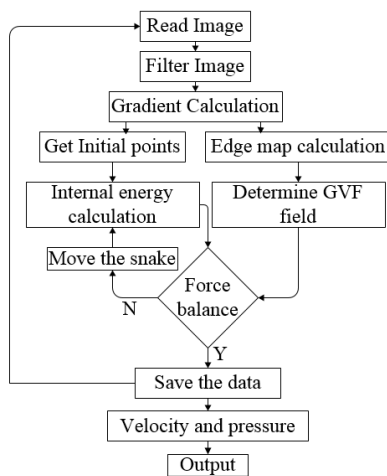 Read Image
Filter Image
Gradient Calculation
Get Initial points
Edge map calculation
Internal energy
calculation
Determine GVF
field
Move the snake
Force
balance
N
Y
Save the data
Velocity and pressure
Output